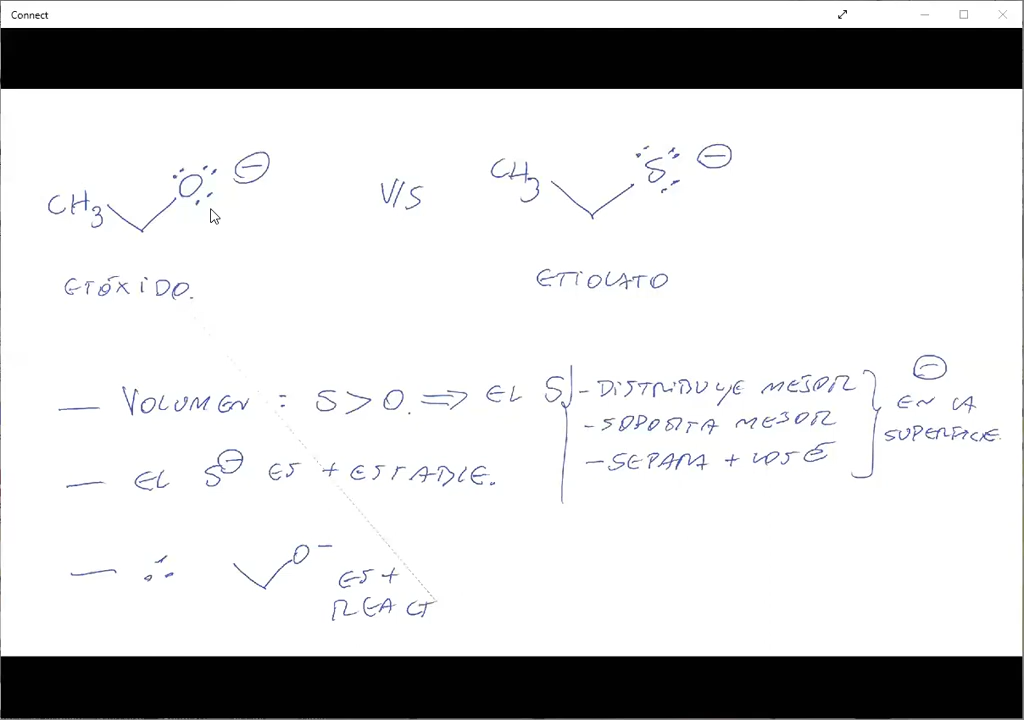 Connect
CH3 O ⊖ V/S CH3 S ⊖
ETÓXIDO. ETIOLATO
— VOLUMEN : S > O. ⇒ EL S
- DISTRIBUYE MEJOR
- SOPORTA MEJOR
- SEPARA + LOS E
⊖
EN LA
SUPERFICIE.
— EL S⊖ ES + ESTABLE.
— ∴ O− ES +
REACT